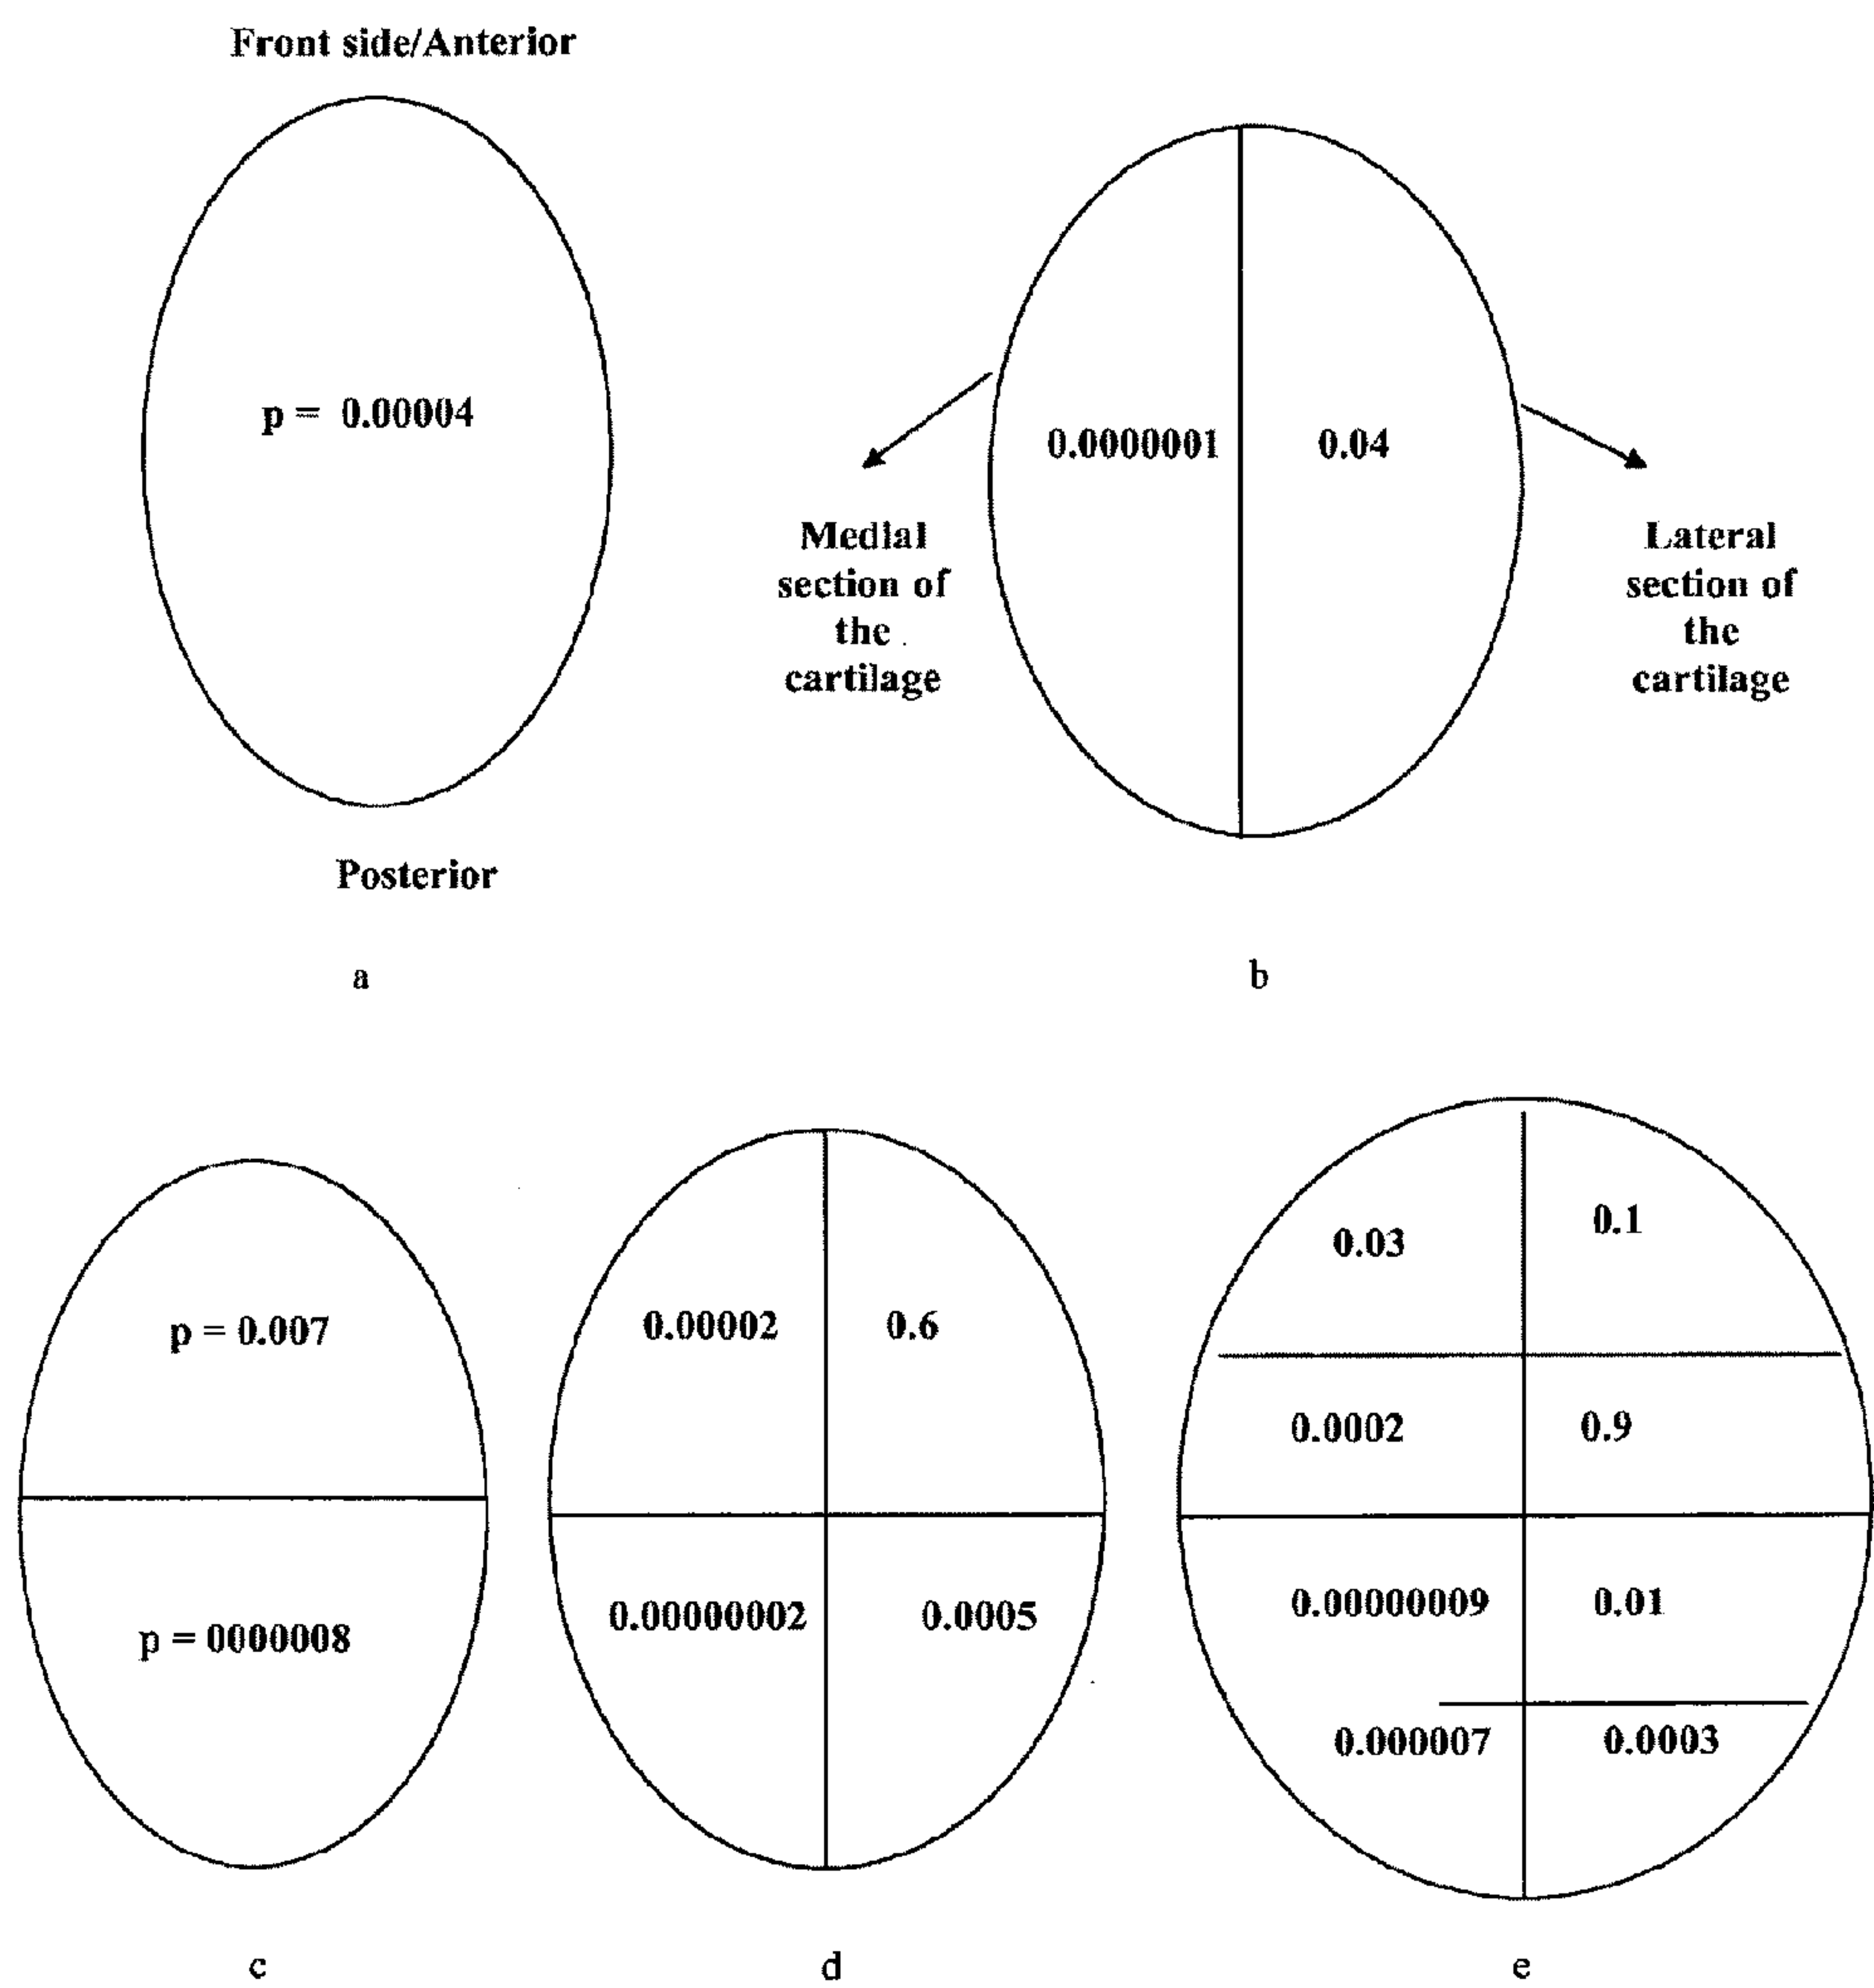 Front side/Anterior
p = 0.00004
Posterior
a
0.0000001
0.04
Medial
section of
the
cartilage
Lateral
section of
the
cartilage
b
p = 0.007
p = 0000008
c
0.00002
0.6
0.00000002
0.0005
d
0.03
0.1
0.0002
0.9
0.00000009
0.01
0.000007
0.0003
e